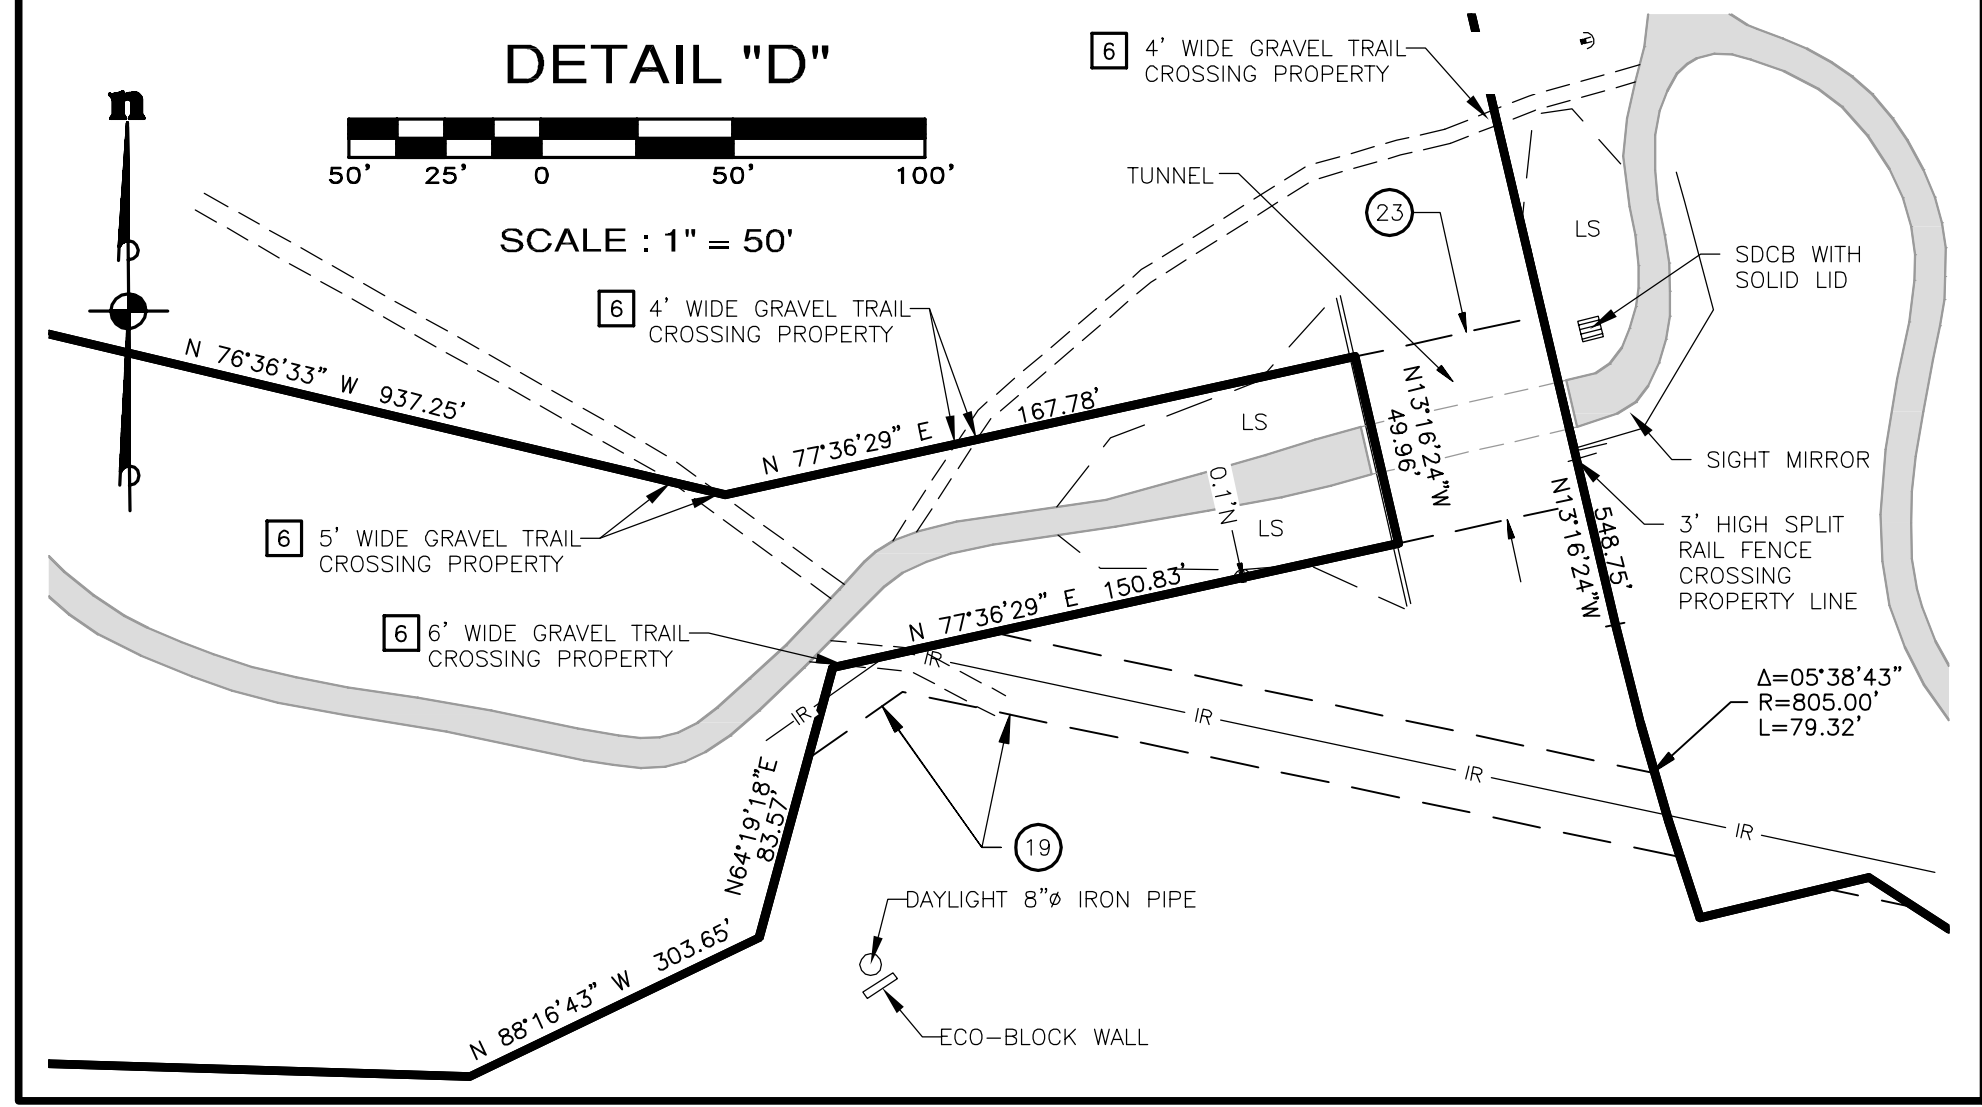 DETAIL "D"
n
50' 25' 0 50' 100'
SCALE : 1" = 50'
6 4' WIDE GRAVEL TRAIL
CROSSING PROPERTY
TUNNEL
23
LS
SDCB WITH
SOLID LID
6 4' WIDE GRAVEL TRAIL
CROSSING PROPERTY
N 76°36'33" W 937.25'
N 77°36'29" E 167.78'
N13°16'24"W
49.96'
LS
0.1'N
LS
SIGHT MIRROR
6 5' WIDE GRAVEL TRAIL
CROSSING PROPERTY
548.75'
N13°16'24"W
3' HIGH SPLIT
RAIL FENCE
CROSSING
PROPERTY LINE
N 77°36'29" E 150.83'
6 6' WIDE GRAVEL TRAIL
CROSSING PROPERTY
IR
IR
IR
IR
IR
Δ=05°38'43"
R=805.00'
L=79.32'
N64°19'18"E
83.57'
19
DAYLIGHT 8"ø IRON PIPE
N 88°16'43" W 303.65'
ECO-BLOCK WALL